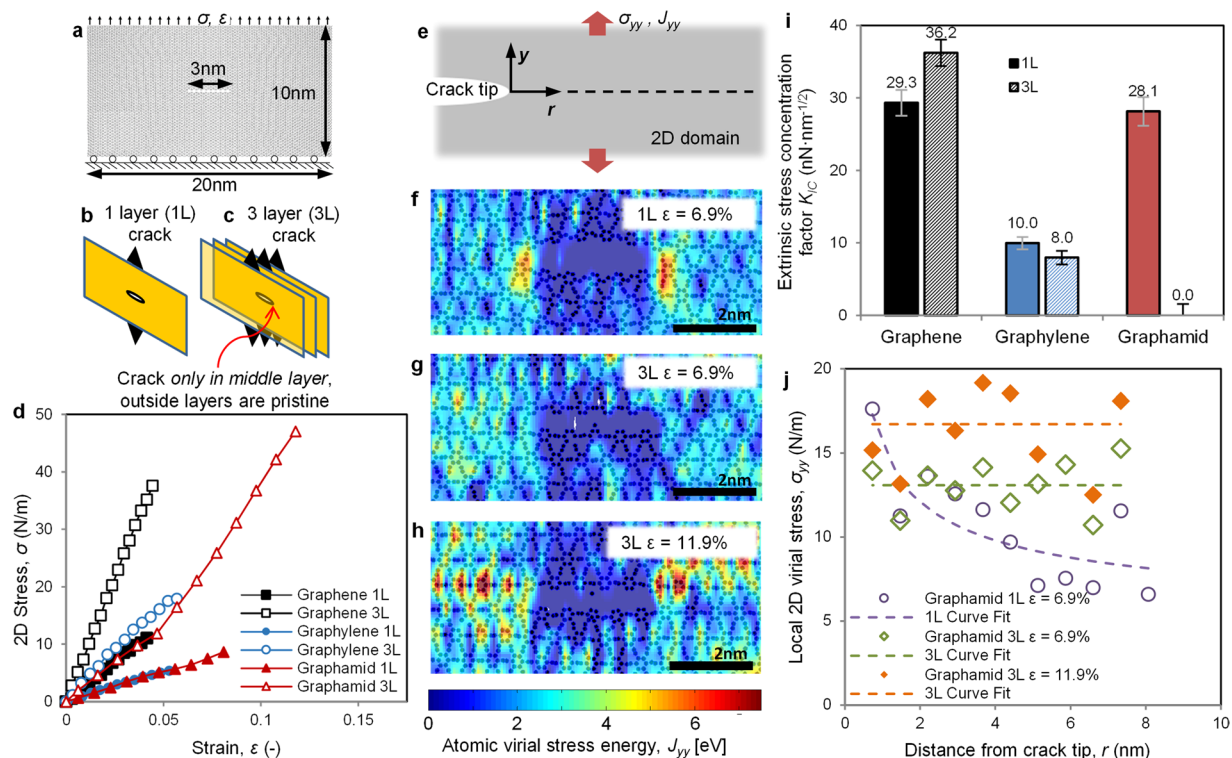 a
σ, ε
3nm
10nm
20nm
b
1 layer (1L)
crack
c
3 layer (3L)
crack
Crack only in middle layer,
outside layers are pristine
d
50
40
30
20
10
0
2D Stress, σ (N/m)
Graphene 1L
Graphene 3L
Graphylene 1L
Graphylene 3L
Graphamid 1L
Graphamid 3L
0
0.05
0.1
0.15
Strain, ε (-)
e
σyy , Jyy
y
Crack tip
r
2D domain
f
1L ε = 6.9%
2nm
g
3L ε = 6.9%
2nm
h
3L ε = 11.9%
2nm
0
2
4
6
Atomic virial stress energy, Jyy [eV]
i
Extrinsic stress concentration
factor KIC (nN·nm-1/2)
40
30
20
10
0
29.3
36.2
10.0
8.0
28.1
0.0
1L
3L
Graphene
Graphylene
Graphamid
j
Local 2D virial stress, σyy (N/m)
20
15
10
5
0
Graphamid 1L ε = 6.9%
1L Curve Fit
Graphamid 3L ε = 6.9%
3L Curve Fit
Graphamid 3L ε = 11.9%
3L Curve Fit
0
2
4
6
8
10
Distance from crack tip, r (nm)